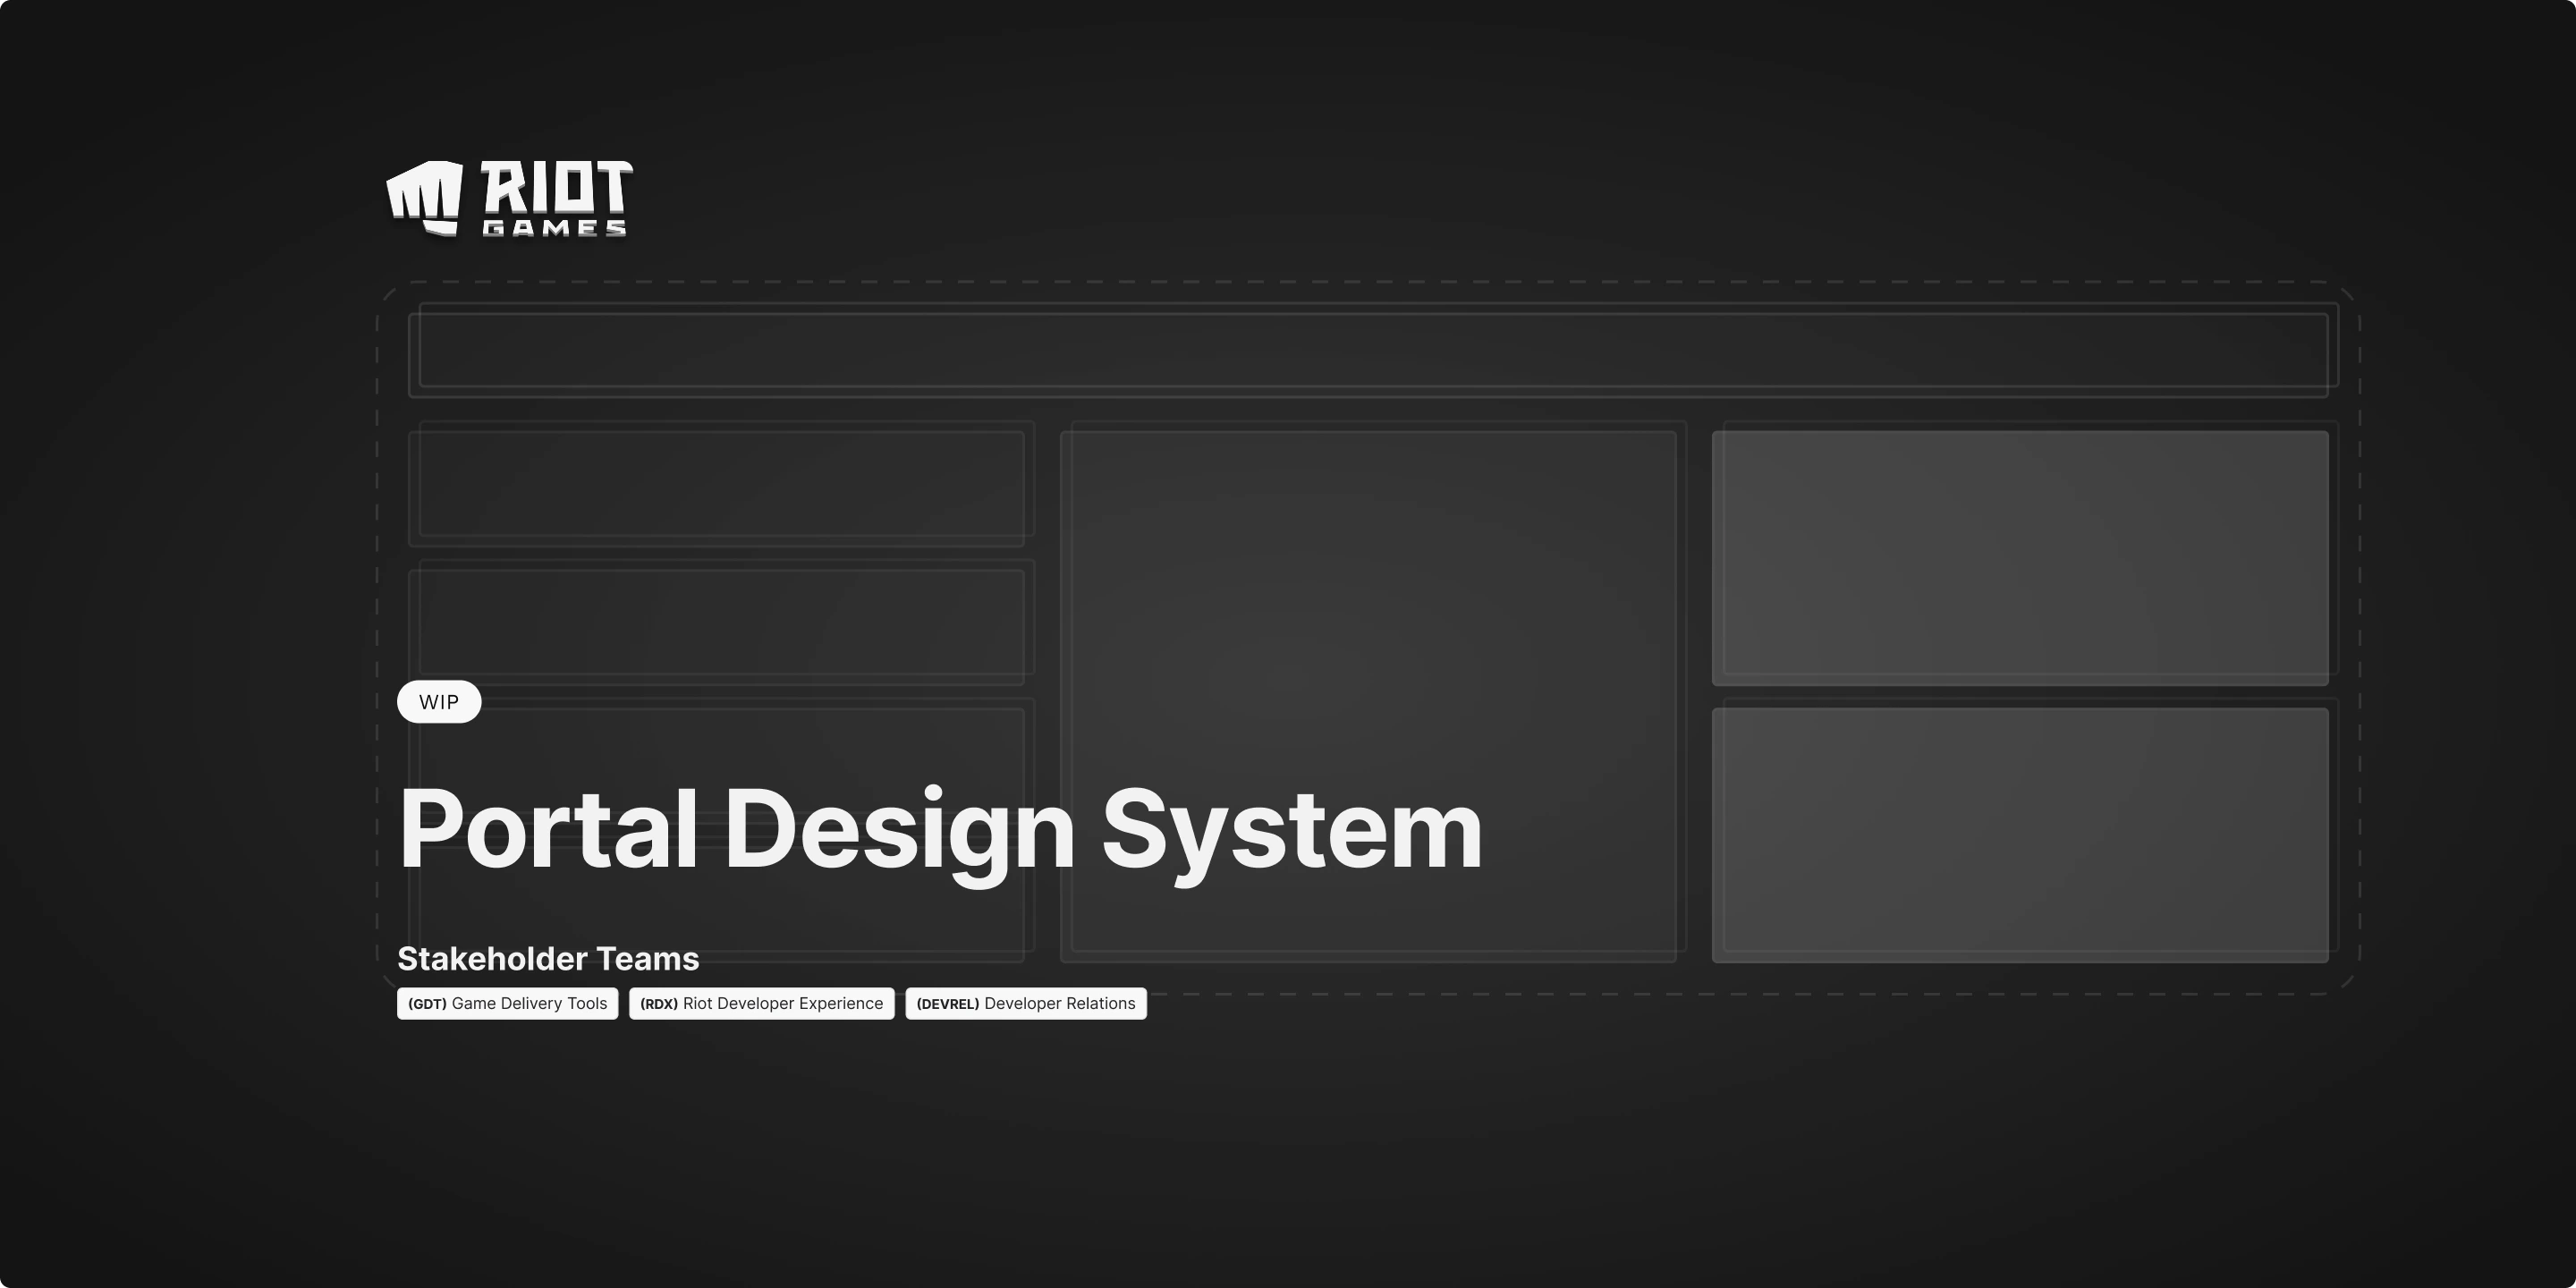 RIOT
GAMES
WIP
Portal Design System
Stakeholder Teams
(GDT) Game Delivery Tools (RDX) Riot Developer Experience (DEVREL) Developer Relations